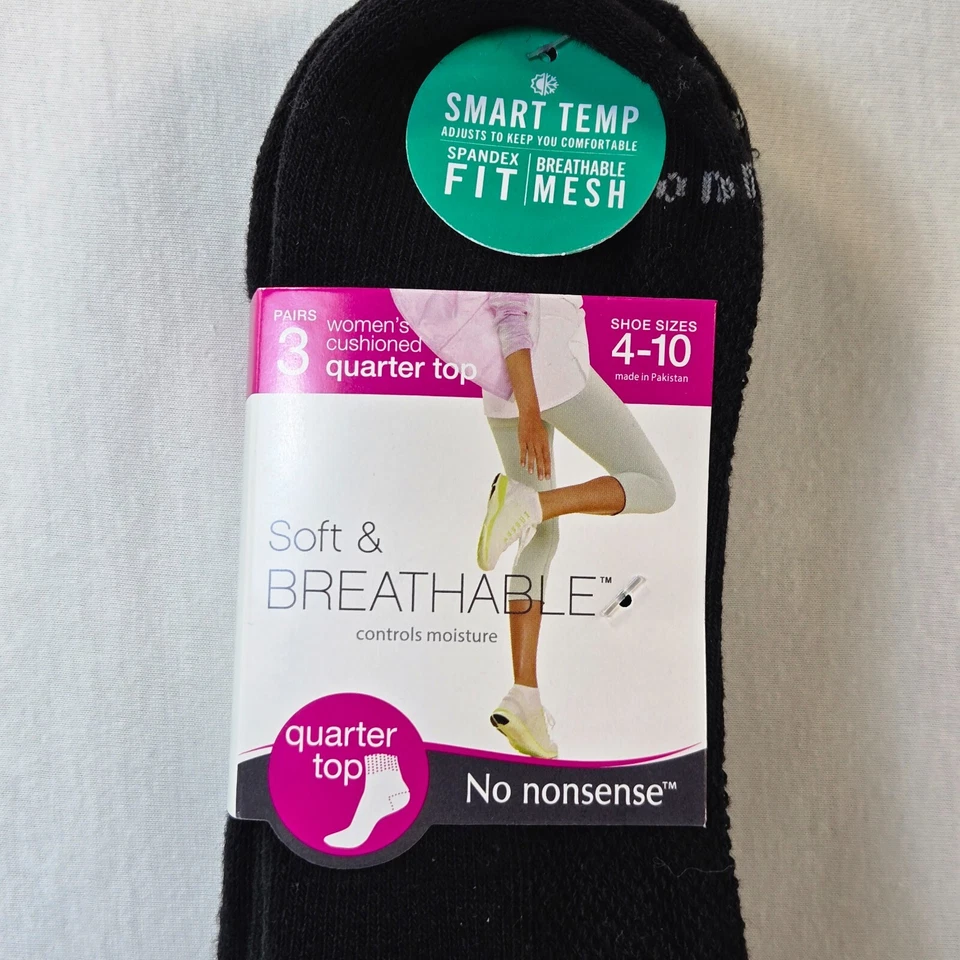 SMART TEMP
ADJUSTS TO KEEP YOU COMFORTABLE
SPANDEX
FIT
BREATHABLE
MESH
PAIRS
3
women's
cushioned
quarter top
SHOE SIZES
4-10
made in Pakistan
Soft &
BREATHABLE™
controls moisture
quarter
top
No nonsense™